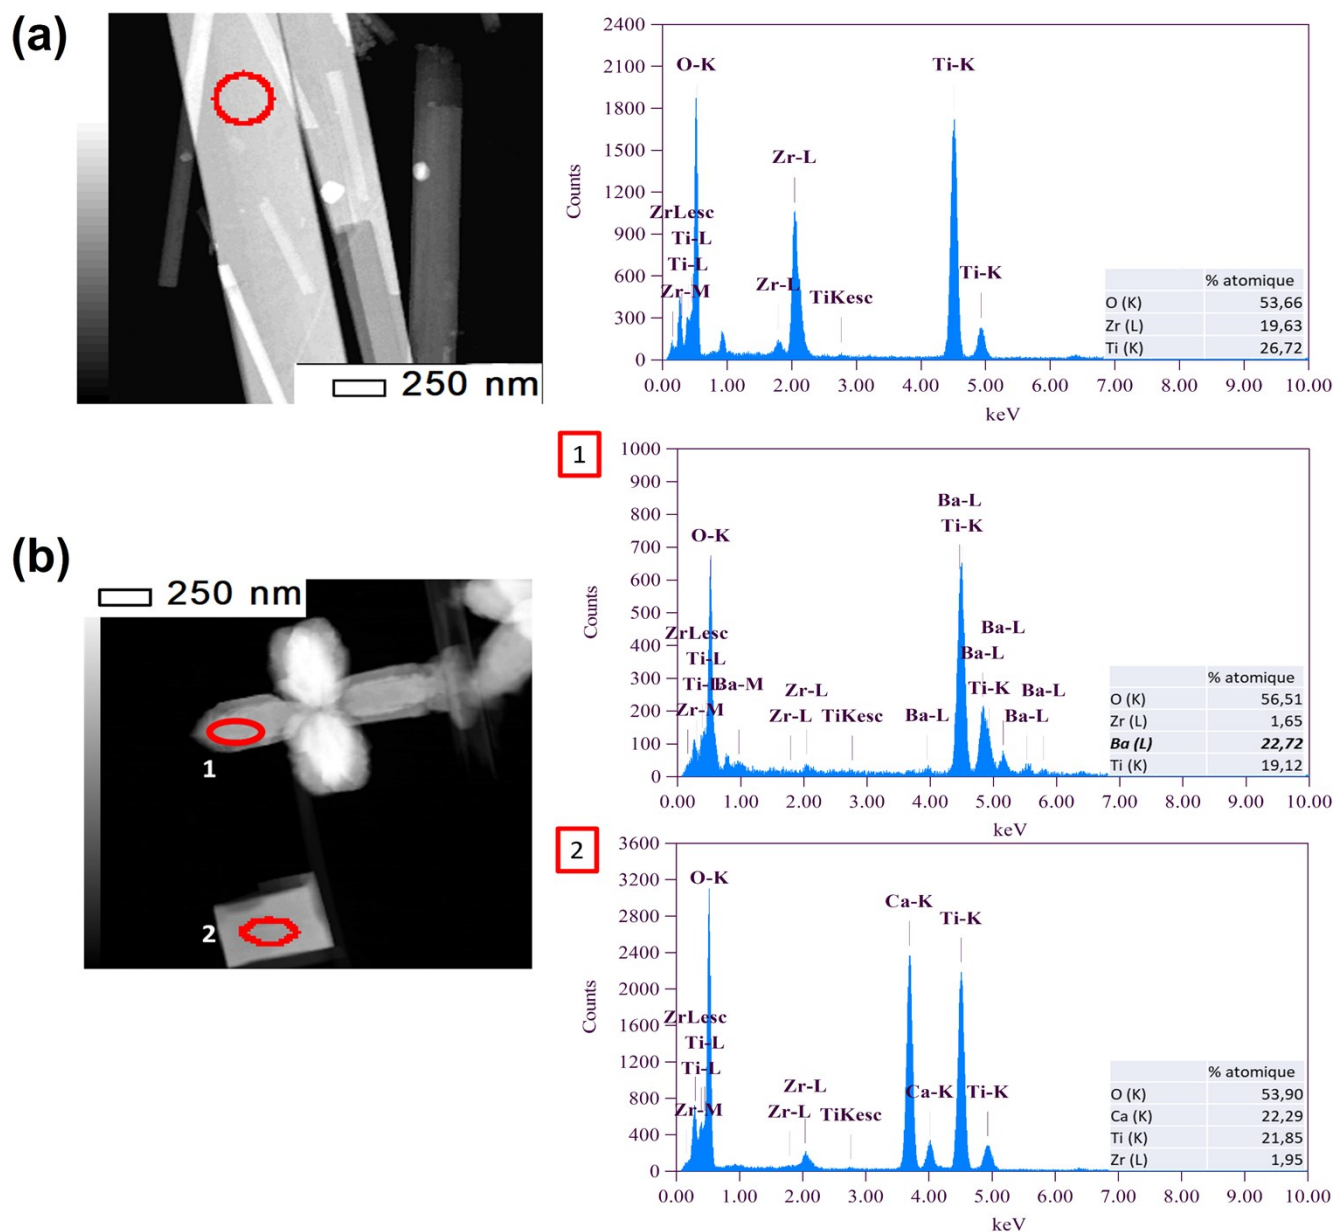 (a)
250 nm
2400
2100
1800
1500
1200
900
600
300
0
Counts
O-K
Ti-K
Zr-L
ZrLesc
Ti-L
Ti-L
Zr-M
Zr-L
TiKesc
Ti-K
% atomique
O (K) 53,66
Zr (L) 19,63
Ti (K) 26,72
0.00 1.00 2.00 3.00 4.00 5.00 6.00 7.00 8.00 9.00 10.00
keV
(b)
250 nm
1
2
1
1000
900
800
700
600
500
400
300
200
100
0
Counts
Ba-L
Ti-K
O-K
ZrLesc
Ti-L
Ti-L
Ba-M
Zr-M
Zr-L
Zr-L
TiKesc
Ba-L
Ba-L
Ba-L
Ti-K
Ba-L
Ba-L
% atomique
O (K) 56,51
Zr (L) 1,65
Ba (L) 22,72
Ti (K) 19,12
0.00 1.00 2.00 3.00 4.00 5.00 6.00 7.00 8.00 9.00 10.00
keV
2
3600
3200
2800
2400
2000
1600
1200
800
400
0
Counts
O-K
Ca-K
Ti-K
ZrLesc
Ti-L
Ti-L
Zr-M
Zr-L
Zr-L
TiKesc
Ca-K
Ti-K
% atomique
O (K) 53,90
Ca (K) 22,29
Ti (K) 21,85
Zr (L) 1,95
0.00 1.00 2.00 3.00 4.00 5.00 6.00 7.00 8.00 9.00 10.00
keV